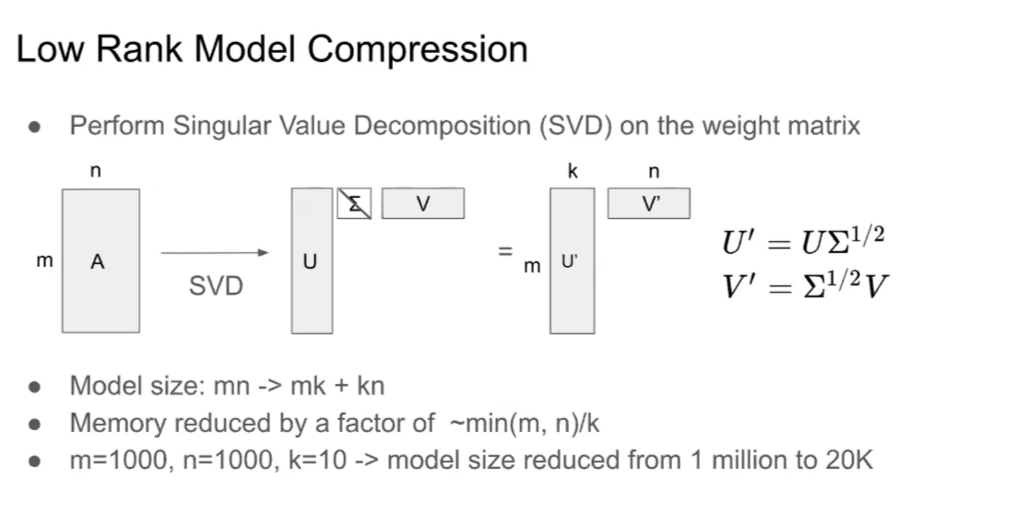 Low Rank Model Compression
● Perform Singular Value Decomposition (SVD) on the weight matrix
n
m
A
SVD
U
Σ
V
=
k
n
m
U'
V'
U′ = UΣ^{1/2}
V′ = Σ^{1/2}V
● Model size: mn -> mk + kn
● Memory reduced by a factor of ~min(m, n)/k
● m=1000, n=1000, k=10 -> model size reduced from 1 million to 20K